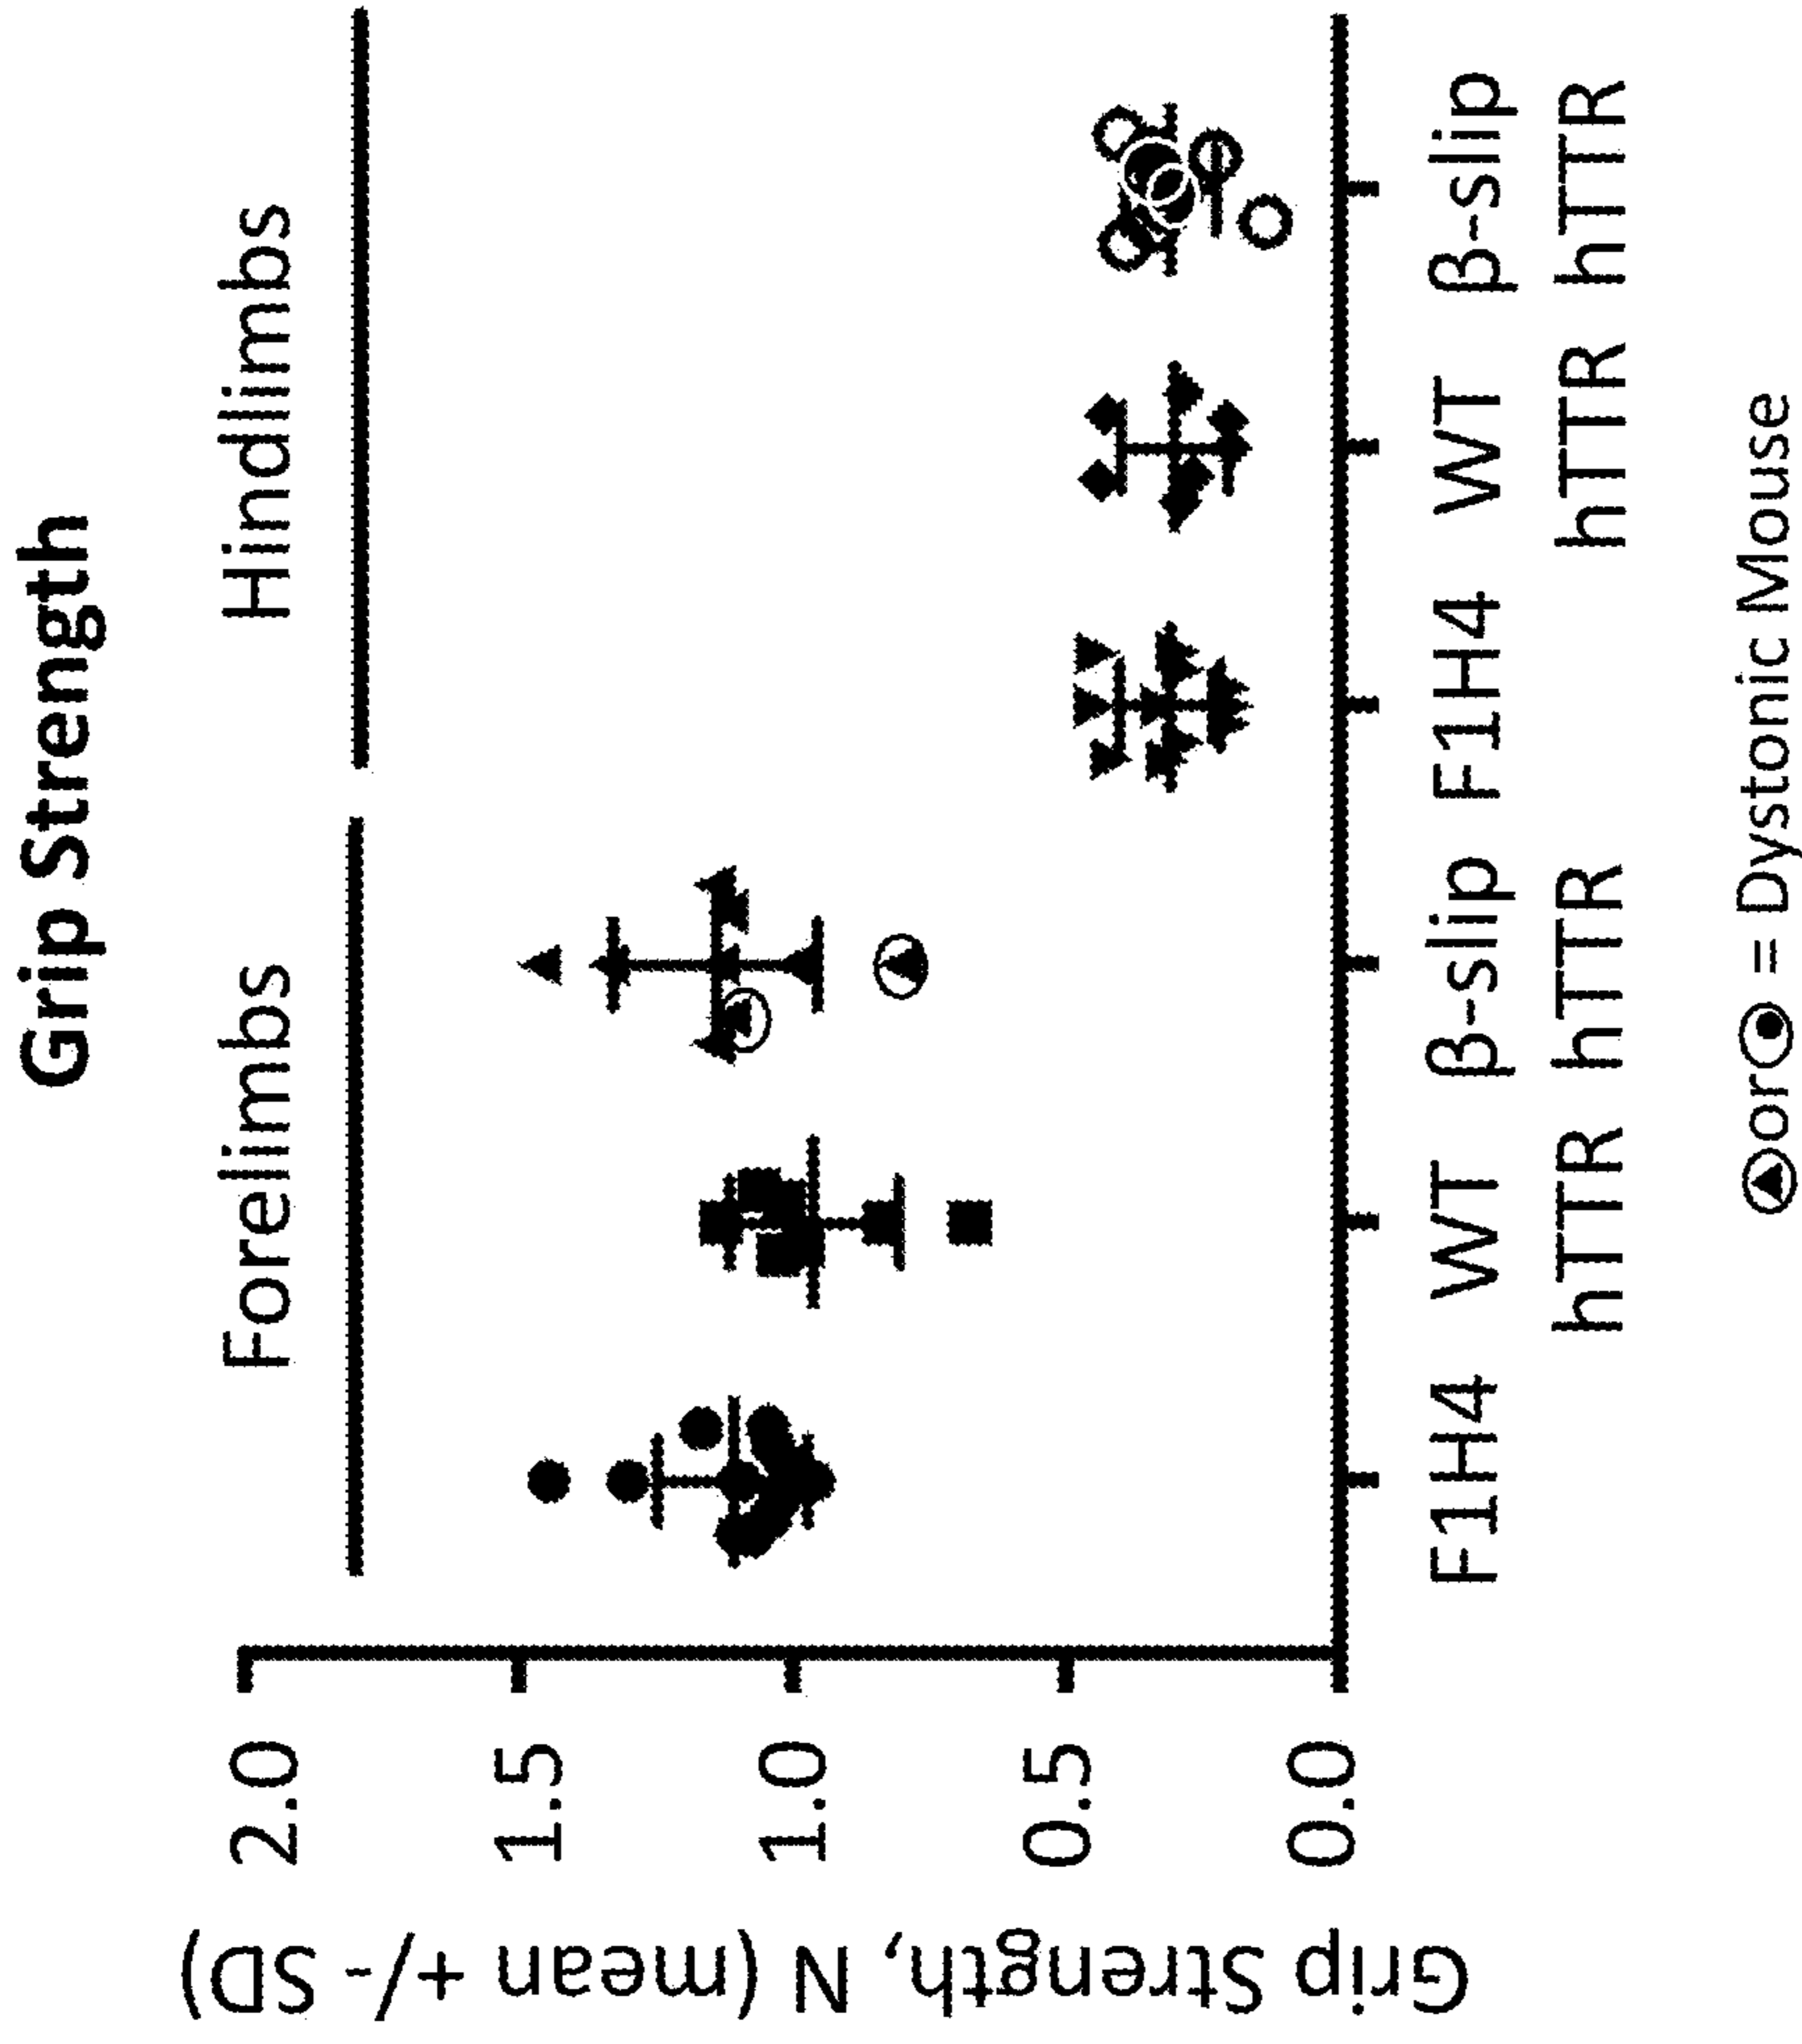 Grip Strength
Forelimbs Hindlimbs
Grip Strength, N (mean +/- SD)
2.0
1.5
1.0
0.5
0.0
F1H4 WT β-slip F1H4 WT β-slip
hTTR hTTR hTTR hTTR
or = Dystonic Mouse